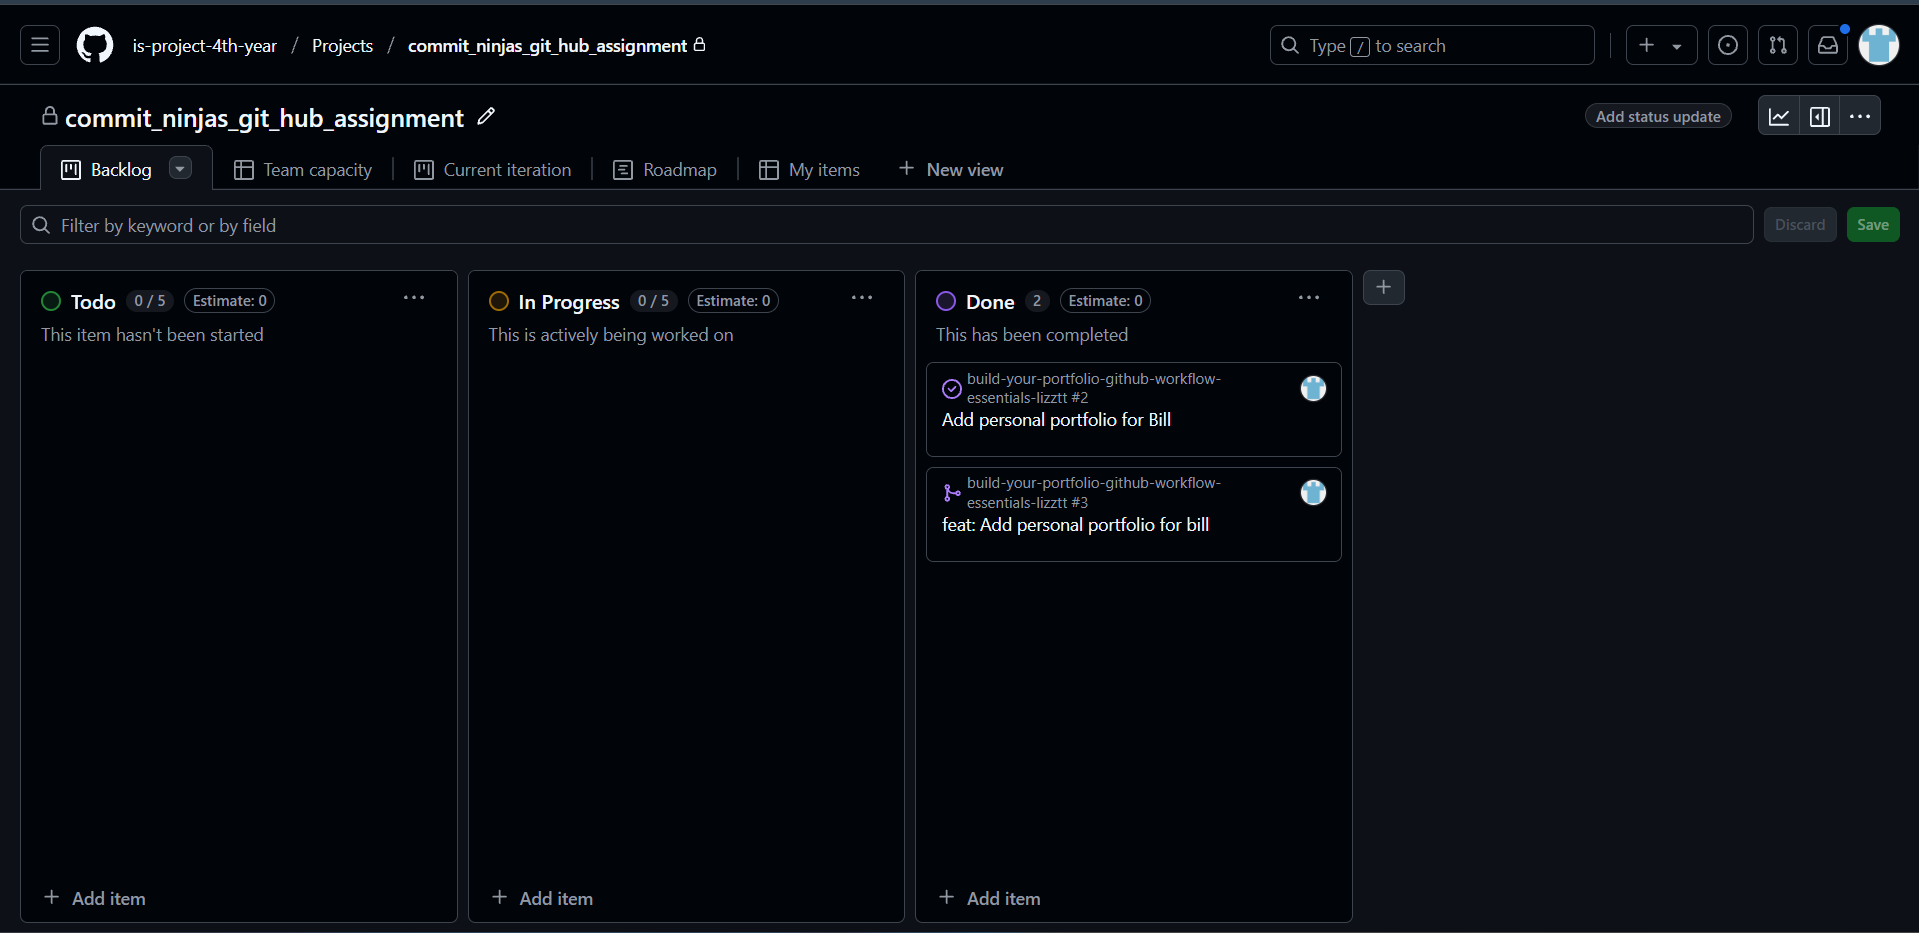 is-project-4th-year / Projects / commit_ninjas_git_hub_assignment
Type / to search
commit_ninjas_git_hub_assignment
Add status update
Backlog
Team capacity
Current iteration
Roadmap
My items
New view
Filter by keyword or by field
Discard
Save
Todo 0 / 5 Estimate: 0
This item hasn't been started
Add item
In Progress 0 / 5 Estimate: 0
This is actively being worked on
Add item
Done 2 Estimate: 0
This has been completed
build-your-portfolio-github-workflow-
essentials-lizztt #2
Add personal portfolio for Bill
build-your-portfolio-github-workflow-
essentials-lizztt #3
feat: Add personal portfolio for bill
Add item